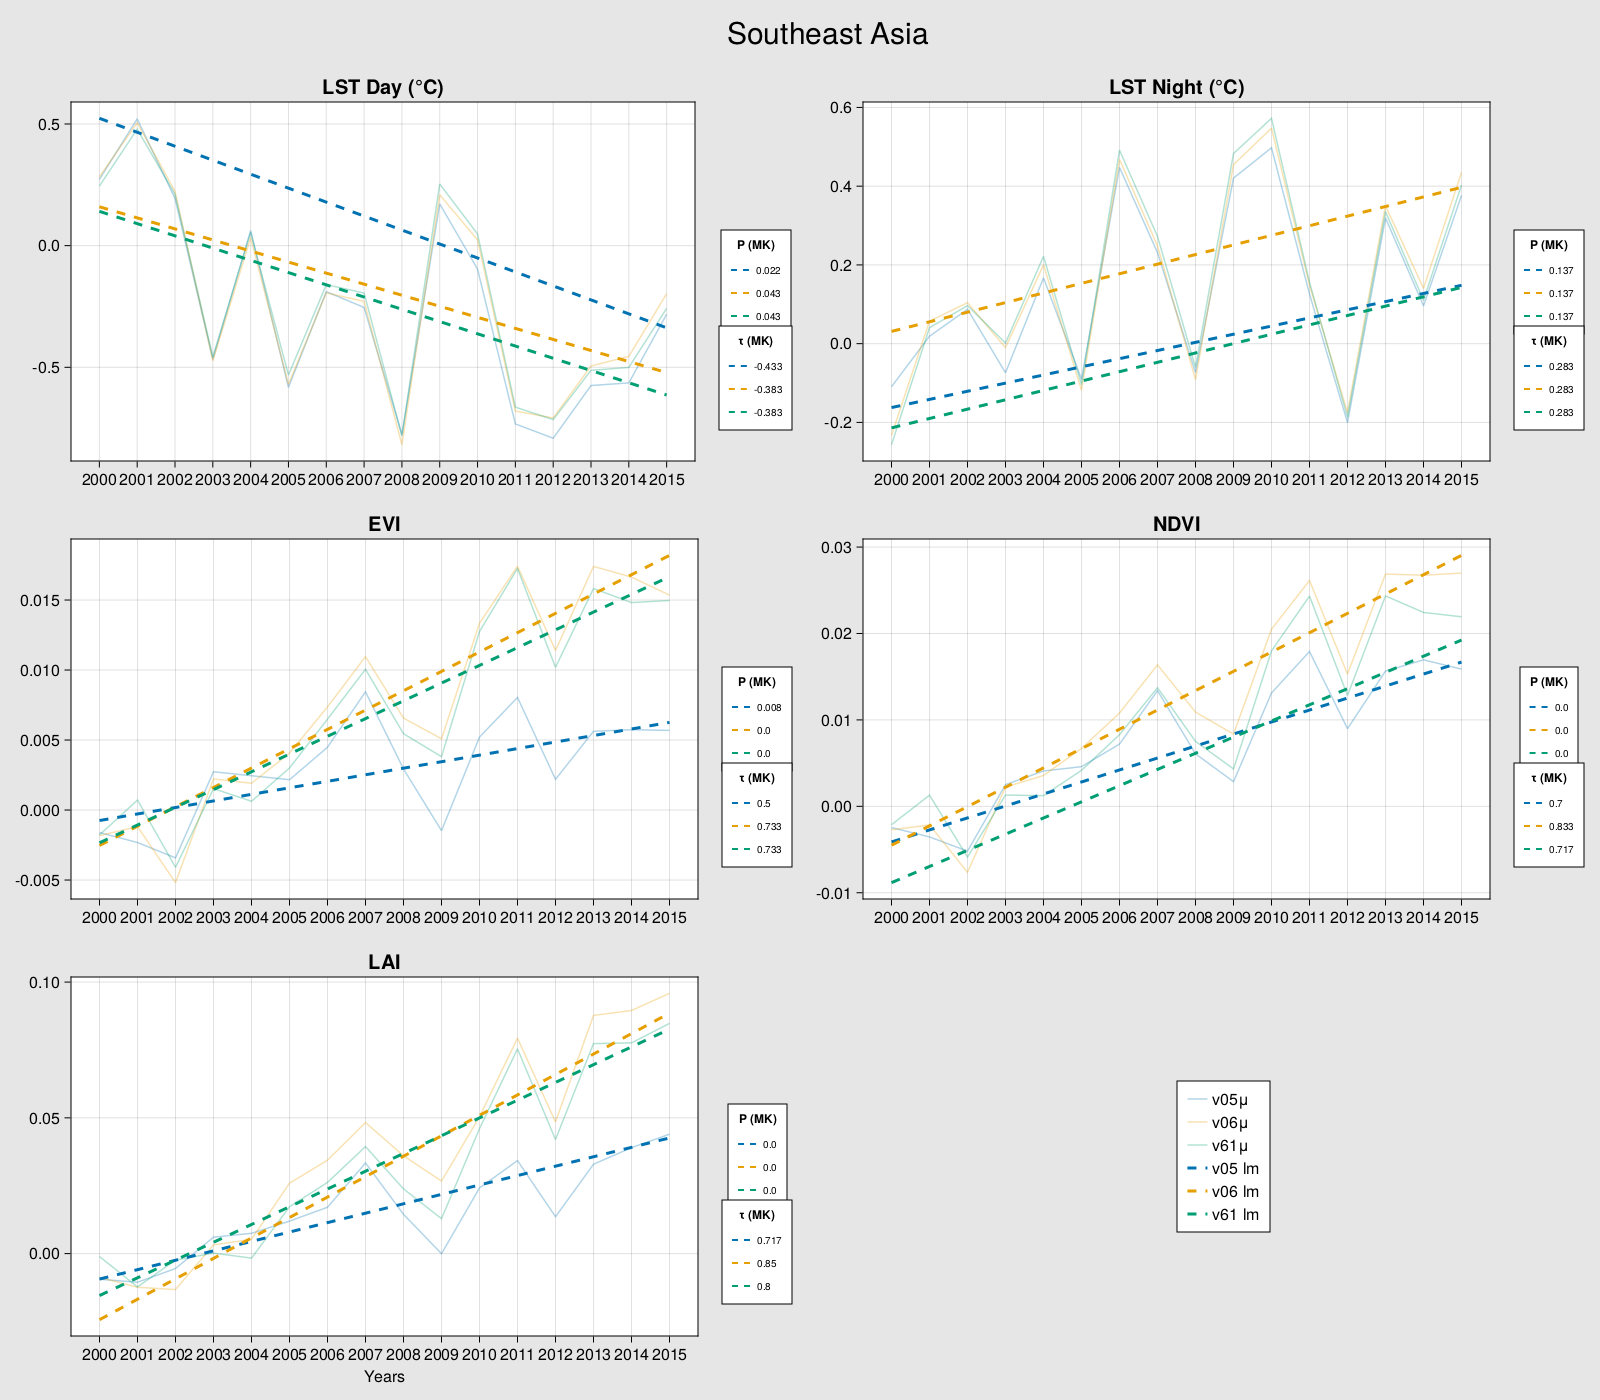 Southeast Asia
LST Day (°C)
0.5
0.0
-0.5
2000 2001 2002 2003 2004 2005 2006 2007 2008 2009 2010 2011 2012 2013 2014 2015
P (MK)
0.022
0.043
0.043
τ (MK)
-0.433
-0.383
-0.383
LST Night (°C)
0.6
0.4
0.2
0.0
-0.2
2000 2001 2002 2003 2004 2005 2006 2007 2008 2009 2010 2011 2012 2013 2014 2015
P (MK)
0.137
0.137
0.137
τ (MK)
0.283
0.283
0.283
EVI
0.015
0.010
0.005
0.000
-0.005
2000 2001 2002 2003 2004 2005 2006 2007 2008 2009 2010 2011 2012 2013 2014 2015
P (MK)
0.008
0.0
0.0
τ (MK)
0.5
0.733
0.733
NDVI
0.03
0.02
0.01
0.00
-0.01
2000 2001 2002 2003 2004 2005 2006 2007 2008 2009 2010 2011 2012 2013 2014 2015
P (MK)
0.0
0.0
0.0
τ (MK)
0.7
0.833
0.717
LAI
0.10
0.05
0.00
2000 2001 2002 2003 2004 2005 2006 2007 2008 2009 2010 2011 2012 2013 2014 2015
Years
P (MK)
0.0
0.0
0.0
τ (MK)
0.717
0.85
0.8
v05μ
v06μ
v61μ
v05 lm
v06 lm
v61 lm